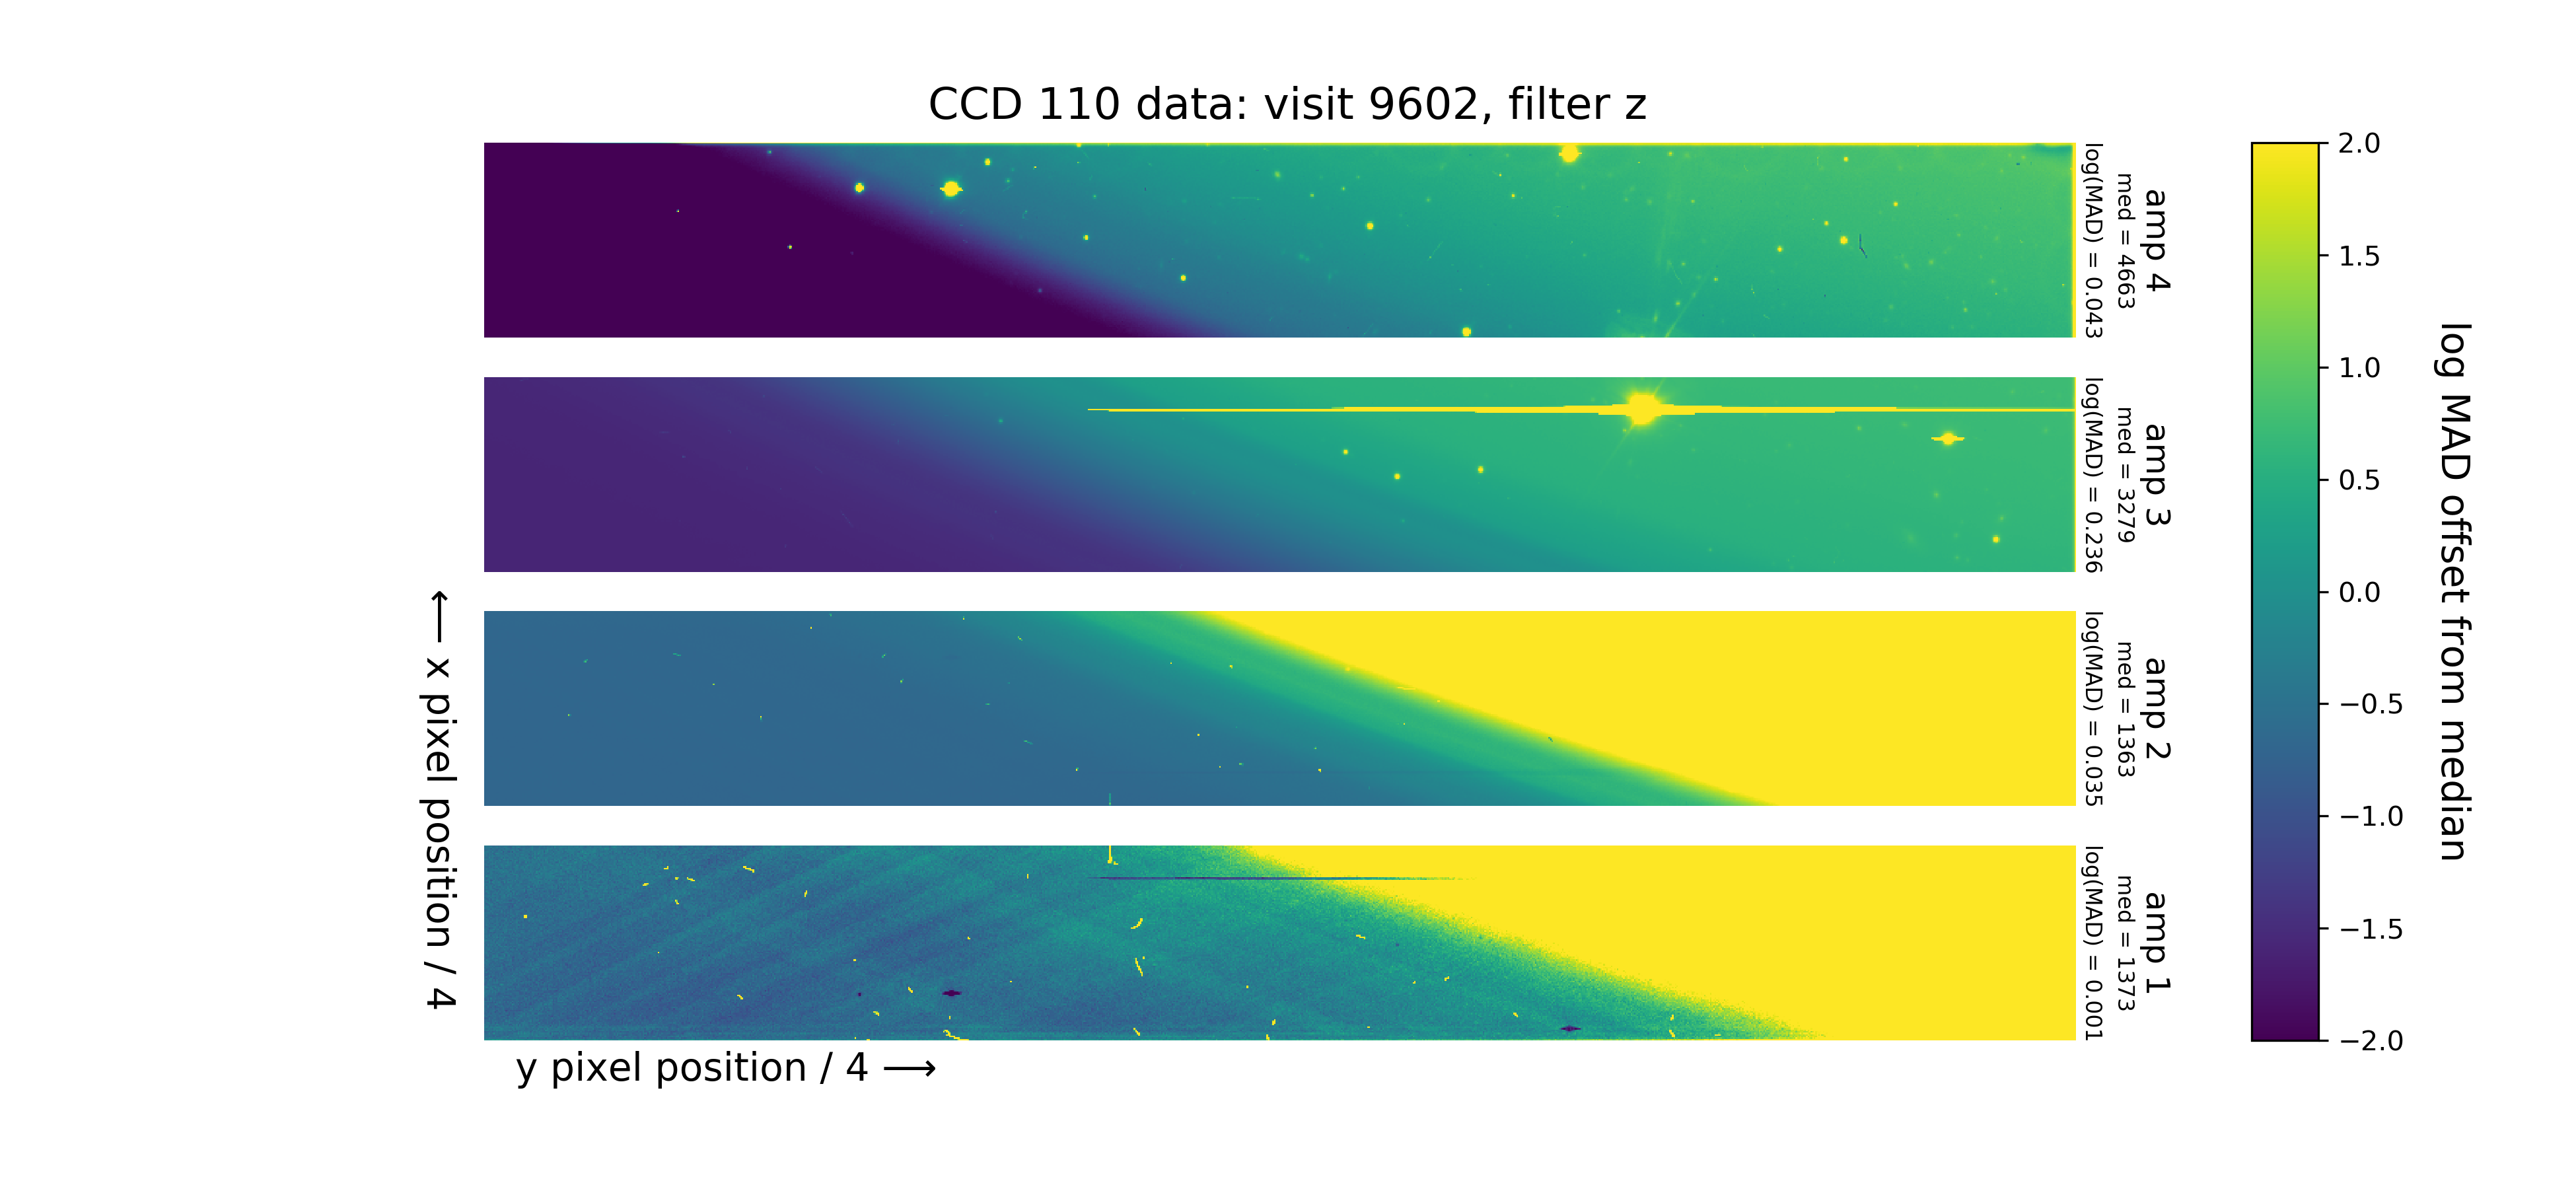 CCD 110 data: visit 9602, filter z
amp 4
med = 4663
log(MAD) = 0.043
amp 3
med = 3279
log(MAD) = 0.236
amp 2
med = 1363
log(MAD) = 0.035
amp 1
med = 1373
log(MAD) = 0.001
⟵ x pixel position / 4
y pixel position / 4 ⟶
2.0
1.5
1.0
0.5
0.0
−0.5
−1.0
−1.5
−2.0
log MAD offset from median